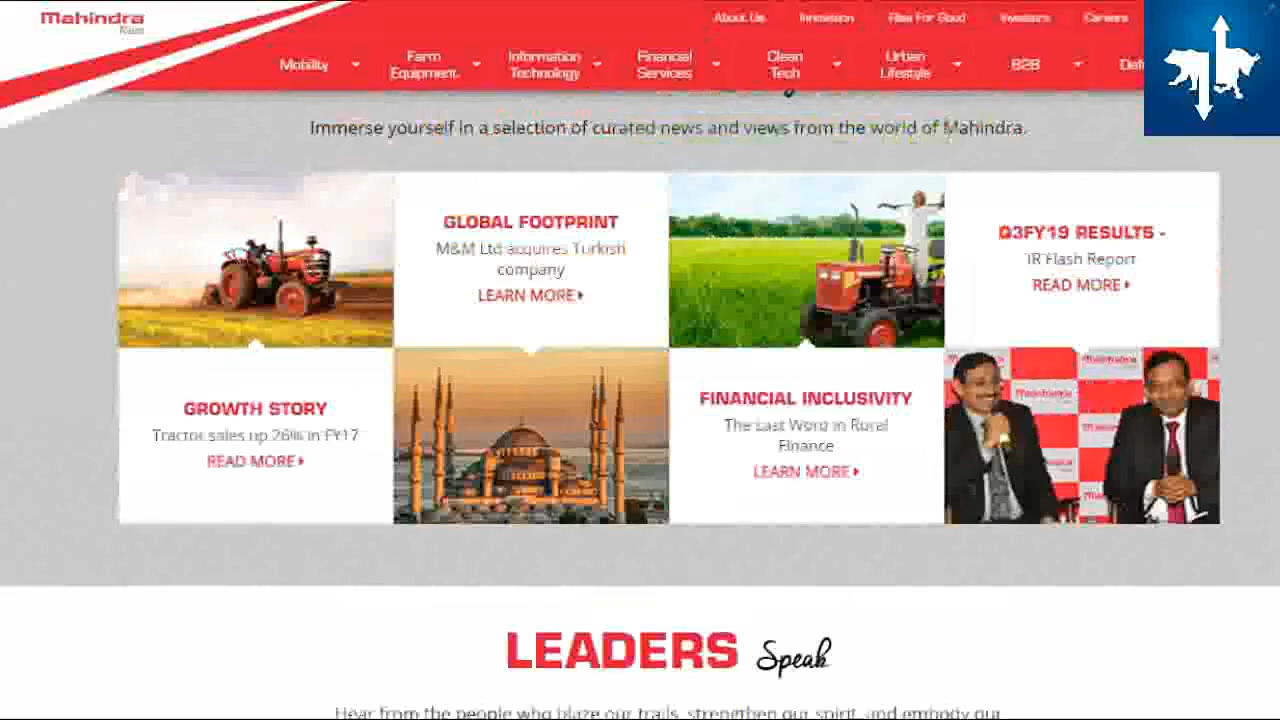 Mahindra
Rise
About Us
Innovation
Rise For Good
Investors
Careers
Mobility
Farm
Equipment
Information
Technology
Financial
Services
Clean
Tech
Urban
Lifestyle
B2B
Immerse yourself in a selection of curated news and views from the world of Mahindra.
GLOBAL FOOTPRINT
M&M Ltd acquires Turkish
company
LEARN MORE
Q3FY19 RESULTS -
IR Flash Report
READ MORE
GROWTH STORY
Tractor sales up 26% in FY17
READ MORE
FINANCIAL INCLUSIVITY
The Last Word in Rural
Finance
LEARN MORE
Mahindra
Mahindra
Mahindra
LEADERS Speak
Hear from the people who blaze our trails, strengthen our spirit, and embody our